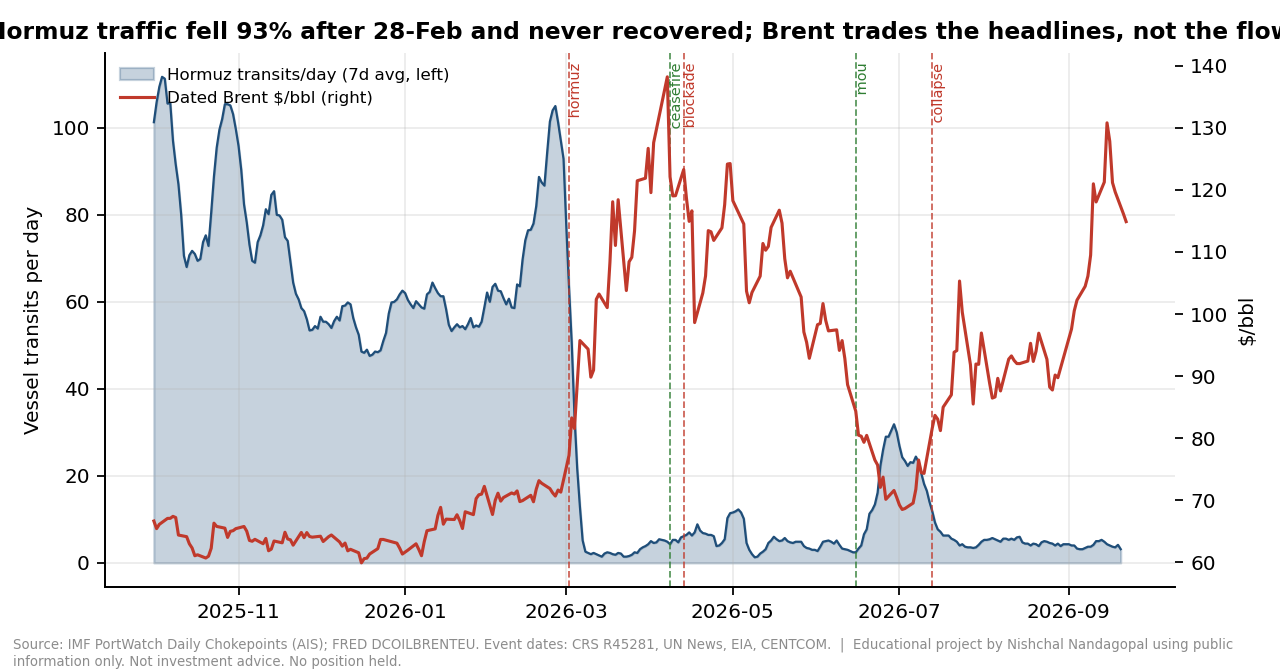 Hormuz traffic fell 93% after 28-Feb and never recovered; Brent trades the headlines, not the flow
Hormuz transits/day (7d avg, left)
Dated Brent $/bbl (right)
hormuz
ceasefire
blockade
mou
collapse
Vessel transits per day
100
80
60
40
20
0
140
130
120
110
100
90
80
70
60
$/bbl
2025-11
2026-01
2026-03
2026-05
2026-07
2026-09
Source: IMF PortWatch Daily Chokepoints (AIS); FRED DCOILBRENTEU. Event dates: CRS R45281, UN News, EIA, CENTCOM.  |  Educational project by Nishchal Nandagopal using public
information only. Not investment advice. No position held.